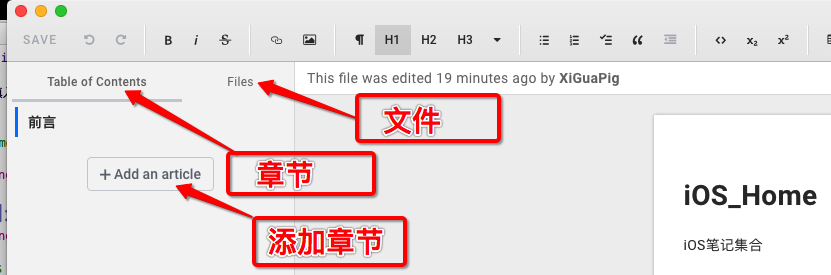 SAVE B i S ¶ H1 H2 H3 x₂ x²
Table of Contents Files This file was edited 19 minutes ago by XiGuaPig
文件
前言
章节
+ Add an article
iOS_Home
添加章节
iOS笔记集合